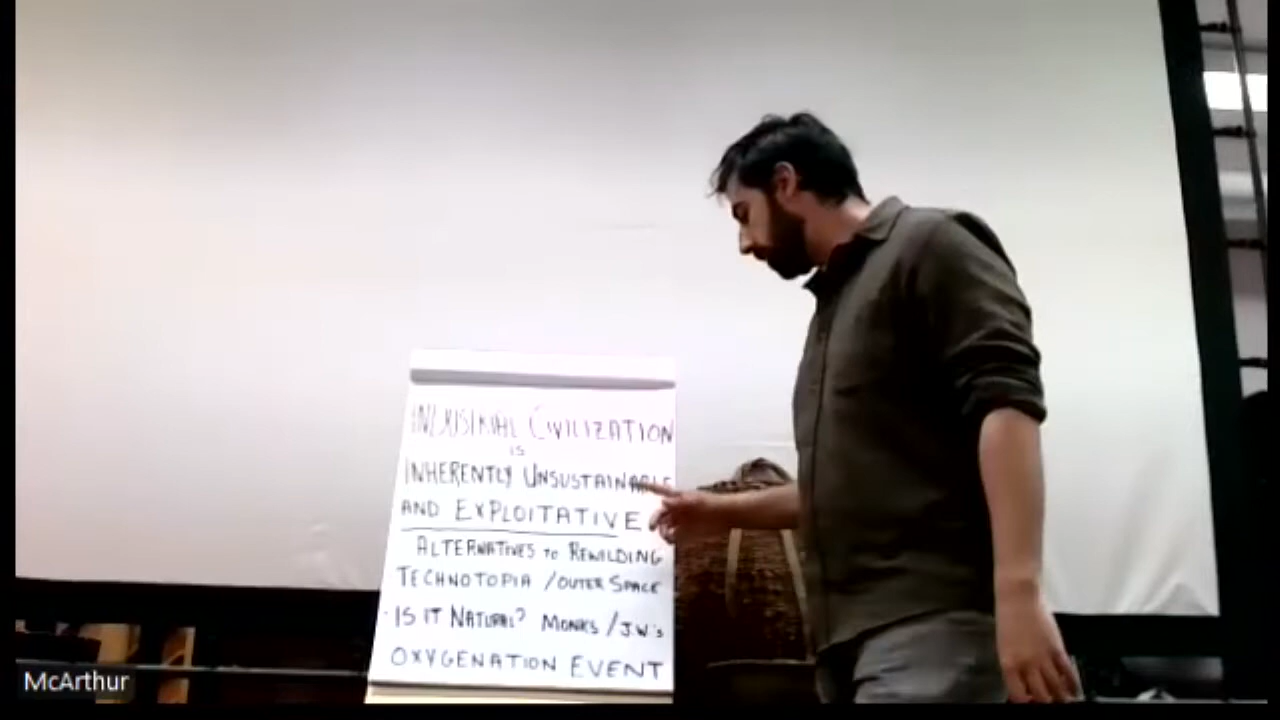 INDUSTRIAL CIVILIZATION
IS
INHERENTLY UNSUSTAINABLE
AND EXPLOITATIVE
ALTERNATIVES TO REWILDING
TECHNOTOPIA / OUTER SPACE
· IS IT NATURAL? MONKS / J.W.'s
OXYGENATION EVENT
McArthur